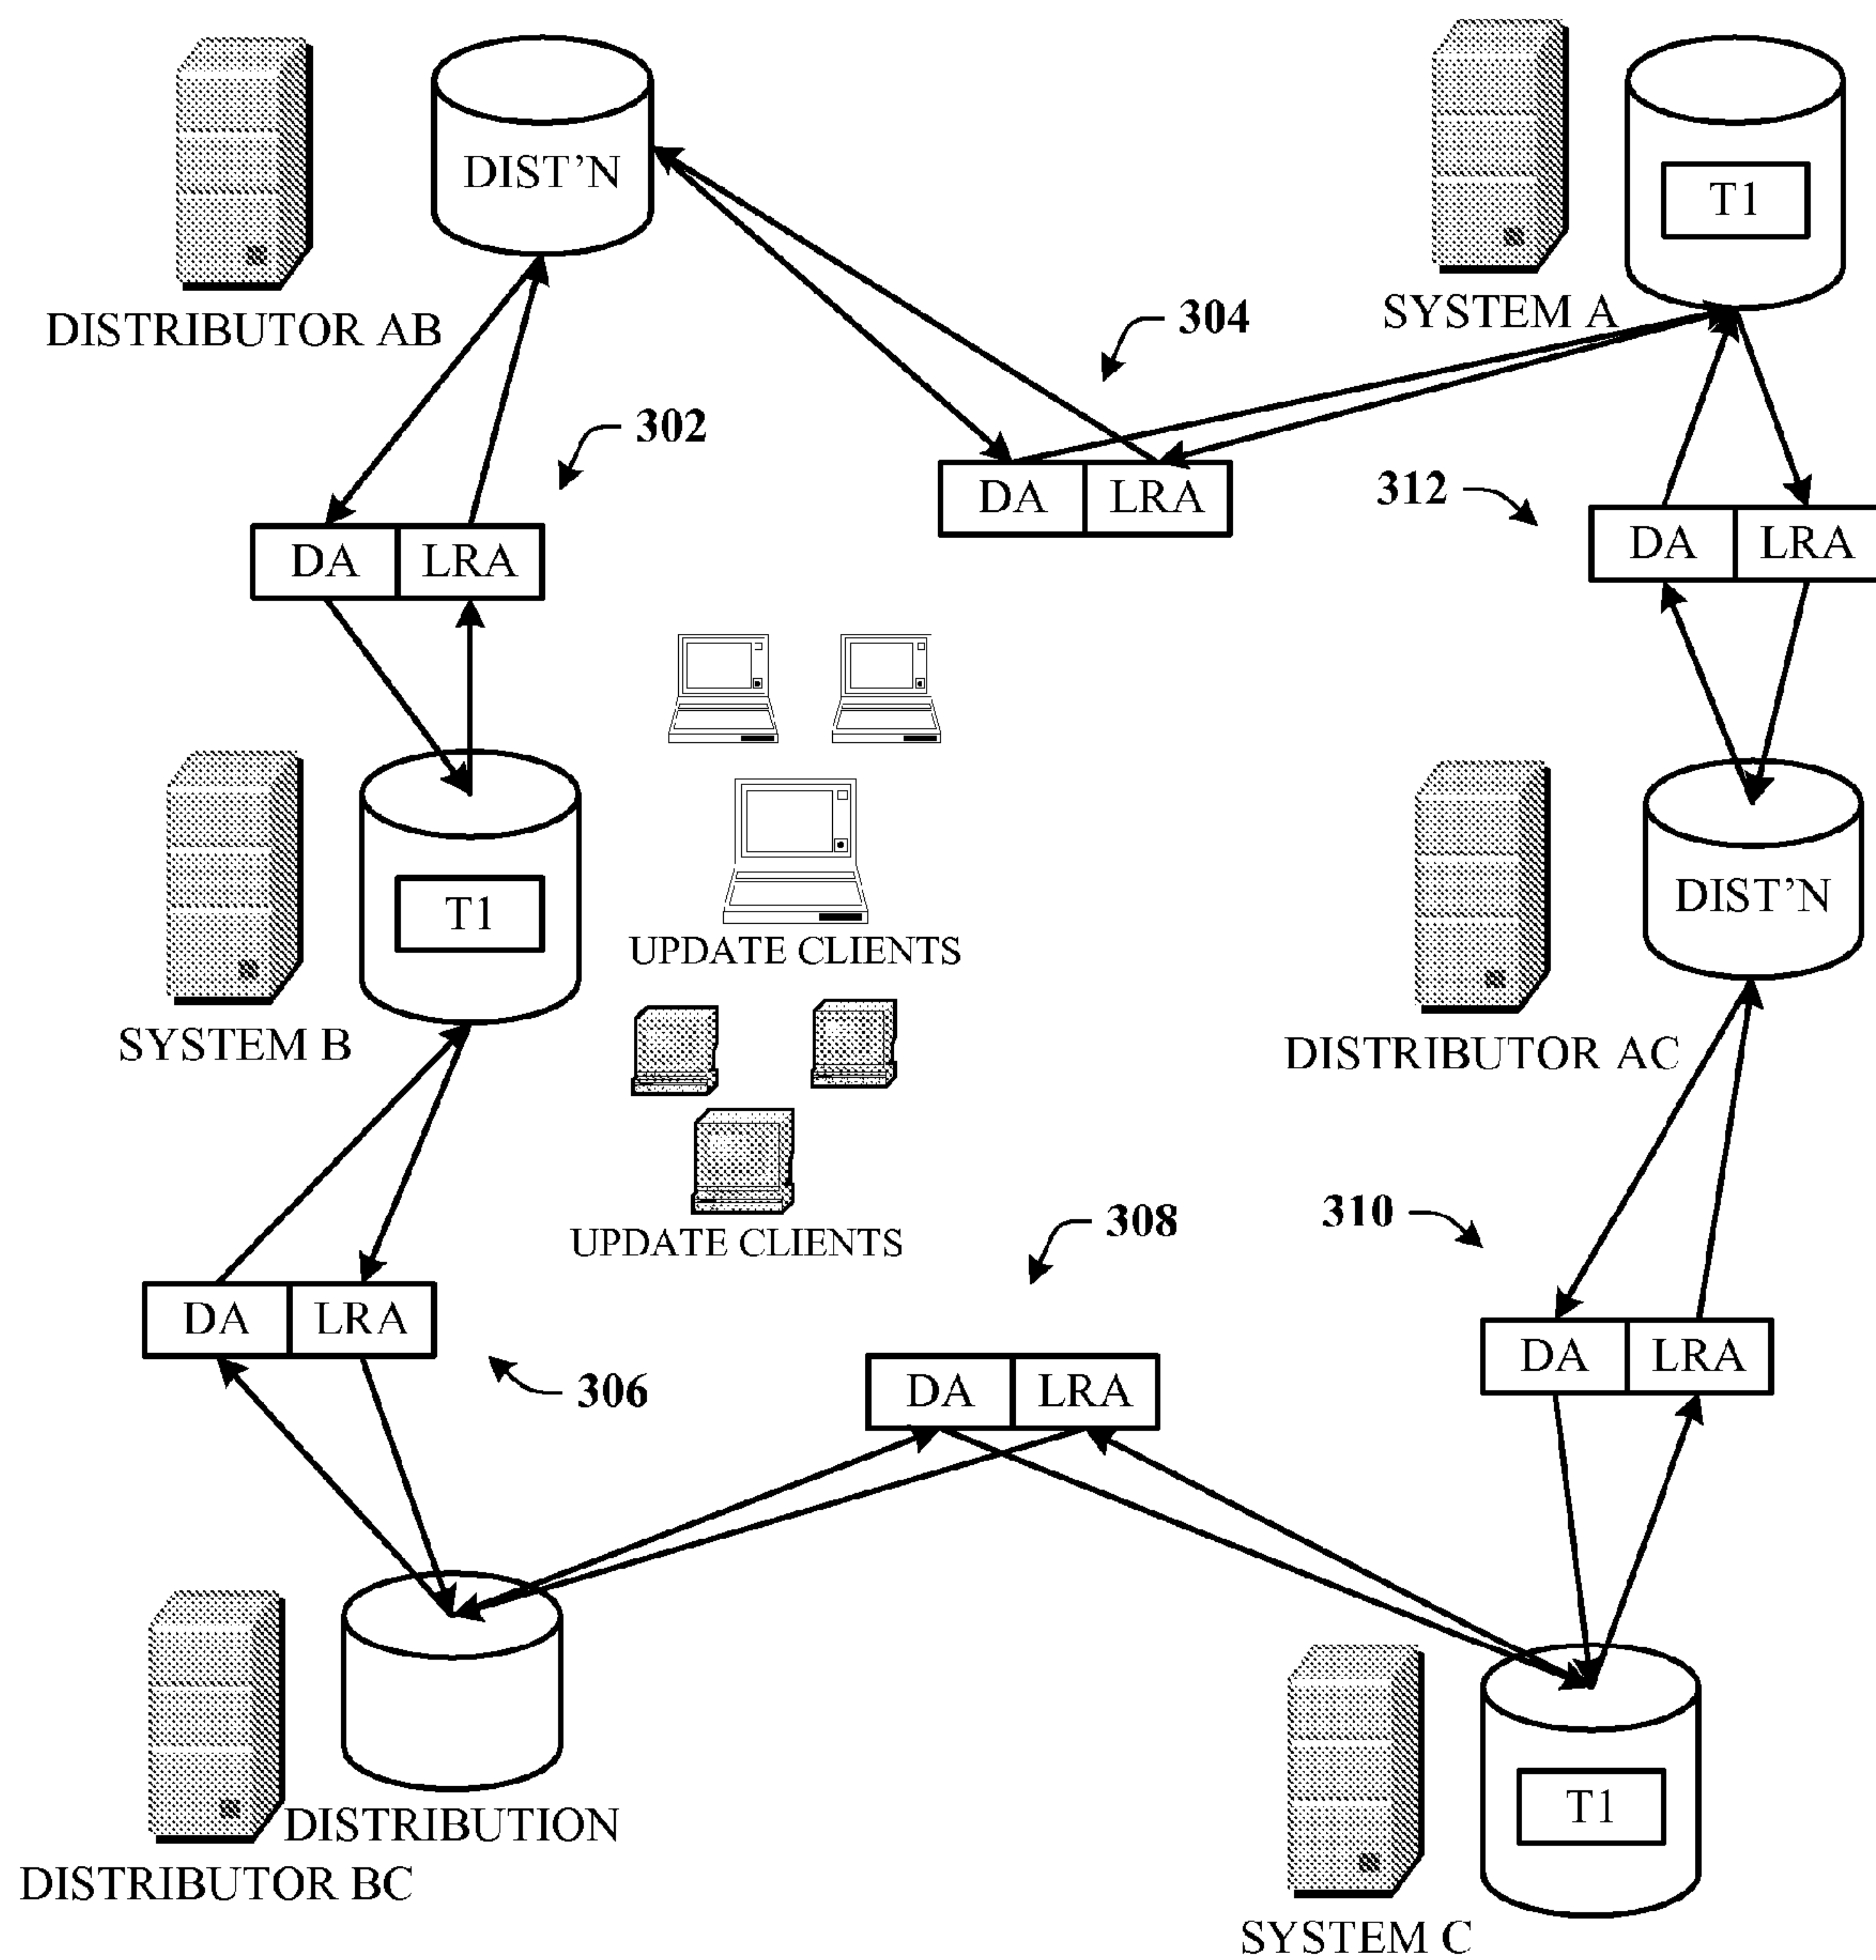 DIST'N
T1
DISTRIBUTOR AB
SYSTEM A
304
302
DA LRA
312
DA LRA
DA LRA
T1
DIST'N
UPDATE CLIENTS
SYSTEM B
DISTRIBUTOR AC
308
310
UPDATE CLIENTS
DA LRA
DA LRA
306
DA LRA
T1
DISTRIBUTION
DISTRIBUTOR BC
SYSTEM C